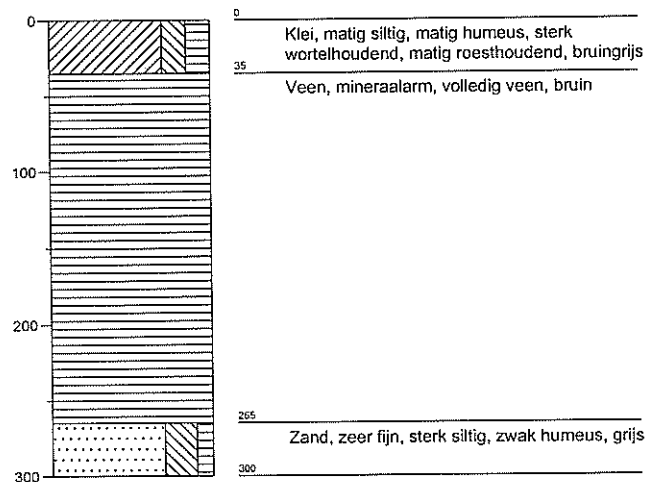 0
0
Klei, matig siltig, matig humeus, sterk
wortelhoudend, matig roesthoudend, bruingrijs
35
Veen, mineraalarm, volledig veen, bruin
100
200
265
Zand, zeer fijn, sterk siltig, zwak humeus, grijs
300
300